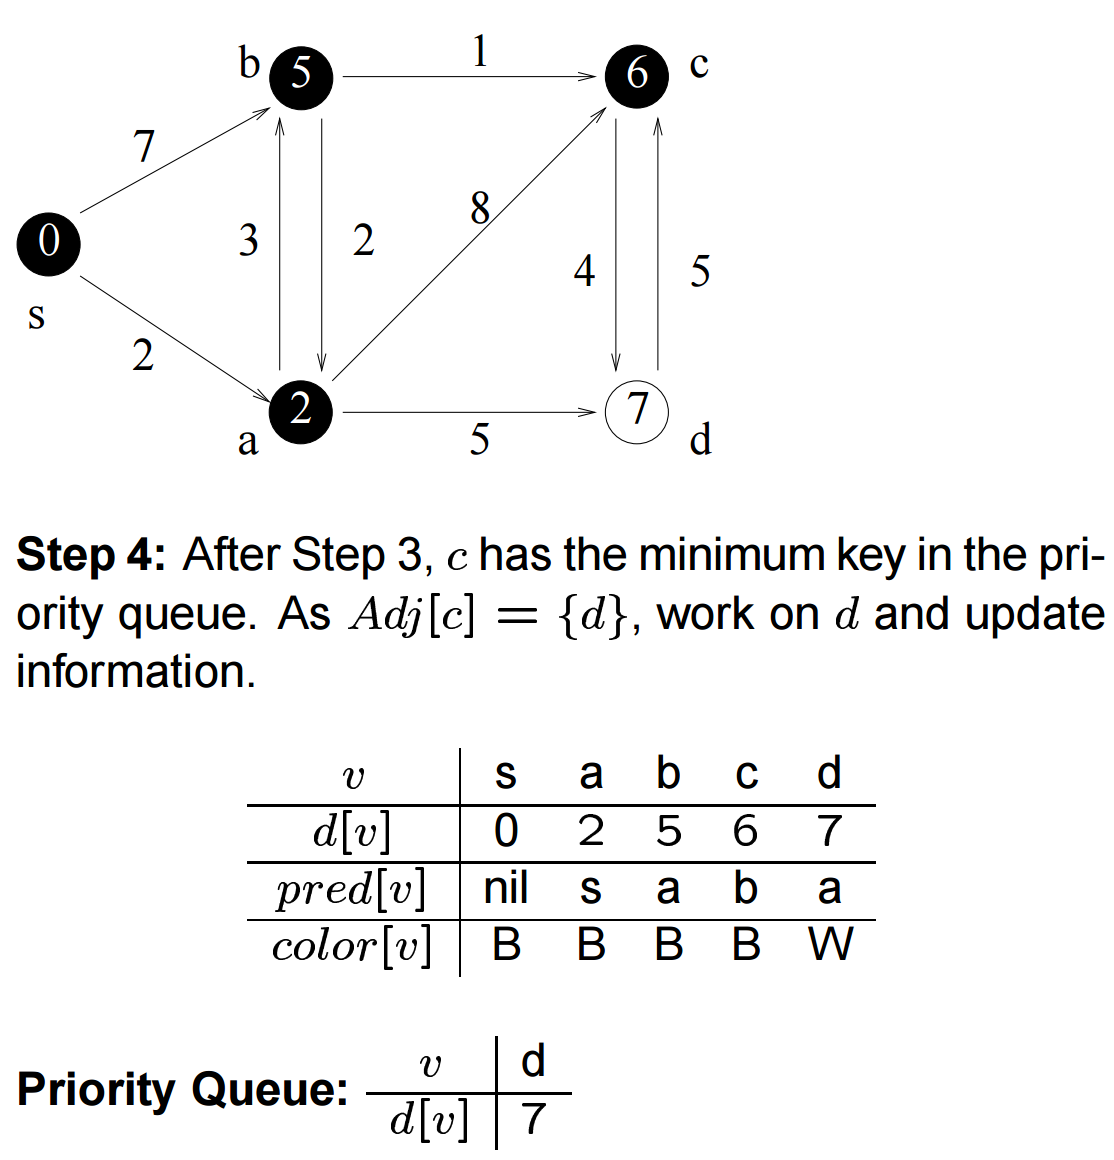 b 5 1 6 c
7
8
0 3 2
4 5
s
2
2 7
a 5 d
Step 4: After Step 3, c has the minimum key in the pri-
ority queue. As Adj[c] = {d}, work on d and update
information.
v s a b c d
d[v] 0 2 5 6 7
pred[v] nil s a b a
color[v] B B B B W
v d
Priority Queue:
d[v] 7